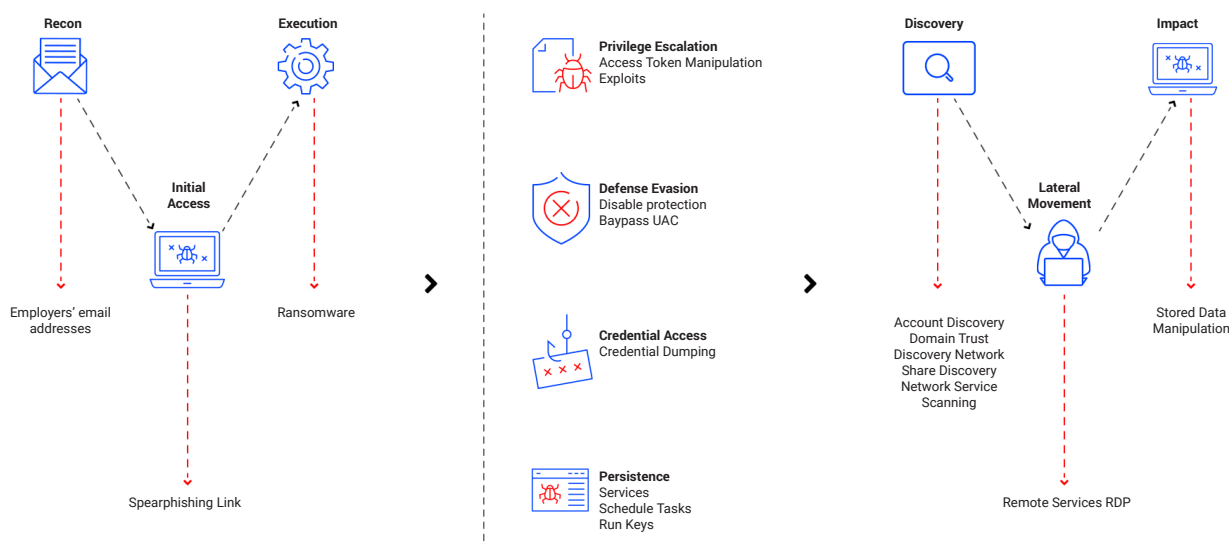 Recon
Execution
Initial
Access
Employers’ email
addresses
Ransomware
Spearphishing Link
Privilege Escalation
Access Token Manipulation
Exploits
Defense Evasion
Disable protection
Baypass UAC
Credential Access
Credential Dumping
Persistence
Services
Schedule Tasks
Run Keys
Discovery
Impact
Lateral
Movement
Account Discovery
Domain Trust
Discovery Network
Share Discovery
Network Service
Scanning
Stored Data
Manipulation
Remote Services RDP